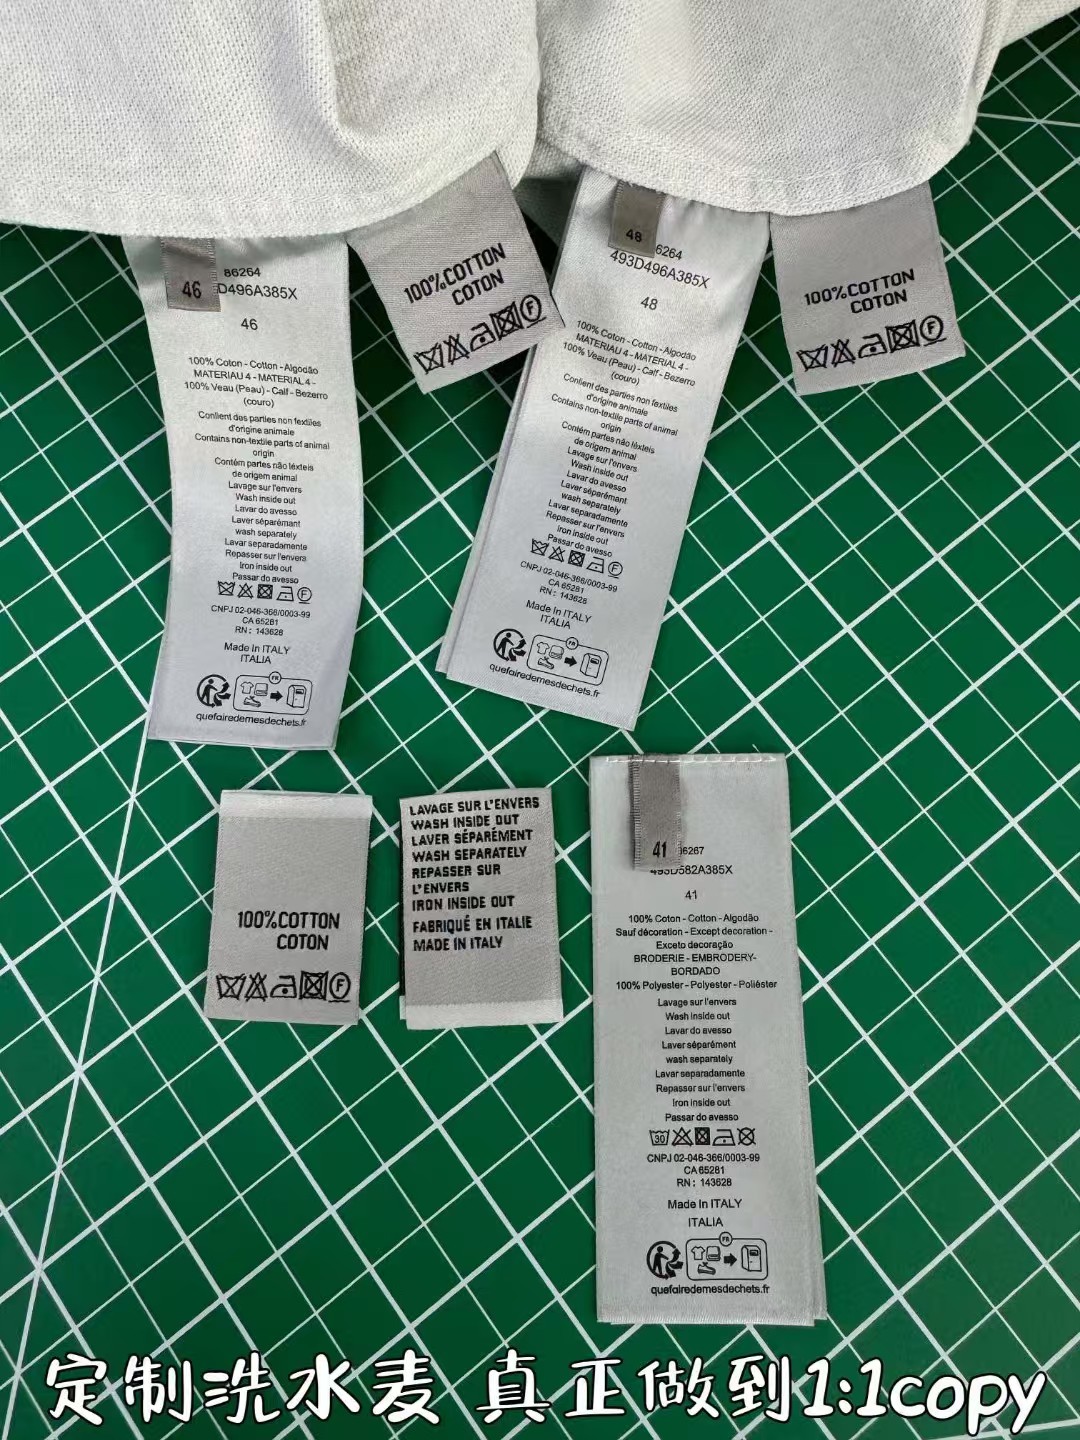 46
86264
D496A385X
46
100% Coton - Cotton - Algodão
MATERIAU 4 - MATERIAL 4 -
100% Veau (Peau) - Calf - Bezerro
(couro)
Contient des parties non textiles
d'origine animale
Contains non-textile parts of animal
origin
Contém partes não têxteis
de origem animal
Lavage sur l'envers
Wash inside out
Lavar do avesso
Laver séparémant
wash separately
Lavar separadamente
Repasser sur l'envers
Iron inside out
Passar do avesso
F
CNPJ 02-046-366/0003-99
CA 65281
RN : 143628
Made in ITALY
ITALIA
FR
quefairedemesdechets.fr
100%COTTON
COTON
F
48
6264
493D496A385X
48
100% Coton - Cotton - Algodão
MATERIAU 4 - MATERIAL 4 -
100% Veau (Peau) - Calf - Bezerro
(couro)
Contient des parties non textiles
d'origine animale
Contains non-textile parts of animal
origin
Contém partes não têxteis
de origem animal
Lavage sur l'envers
Wash inside out
Lavar do avesso
Laver séparémant
wash separately
Laver separadamente
Repasser sur l'envers
Iron inside out
Passar do avesso
F
CNPJ 02-046-366/0003-99
CA 65281
RN : 143628
Made in ITALY
ITALIA
FR
quefairedemesdechets.fr
100%COTTON
COTON
F
100%COTTON
COTON
F
LAVAGE SUR L'ENVERS
WASH INSIDE OUT
LAVER SÉPARÉMENT
WASH SEPARATELY
REPASSER SUR
L'ENVERS
IRON INSIDE OUT
FABRIQUÉ EN ITALIE
MADE IN ITALY
41
6267
493D582A385X
41
100% Coton - Cotton - Algodão
Sauf décoration - Except decoration -
Exceto decoração
BRODERIE - EMBRODERY-
BORDADO
100% Polyester - Polyester - Poliéster
Lavage sur l'envers
Wash inside out
Lavar do avesso
Laver séparément
wash separately
Lavar separadamente
Repasser sur l'envers
Iron inside out
Passar do avesso
30
CNPJ 02-046-366/0003-99
CA 65281
RN : 143628
Made in ITALY
ITALIA
FR
quefairedemesdechets.fr
定制洗水麦 真正做到1:1copy